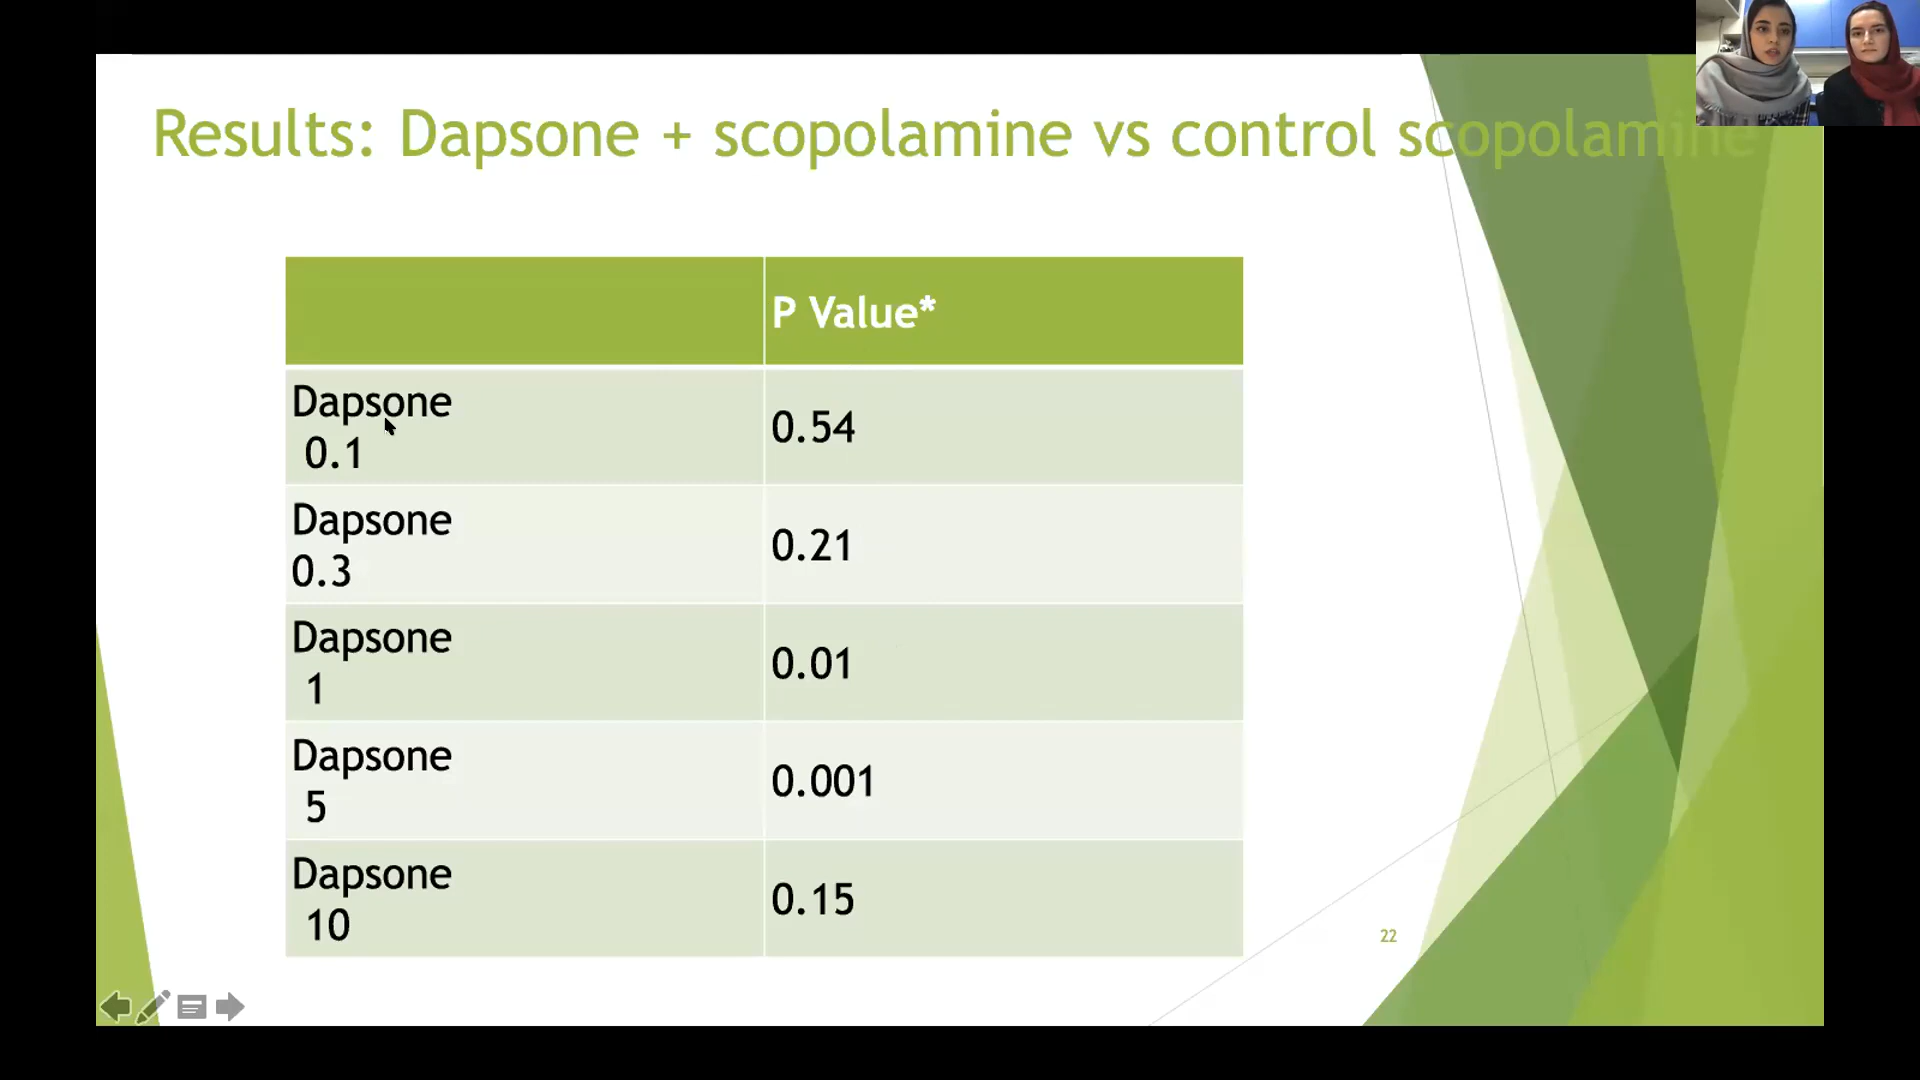 Results: Dapsone + scopolamine vs control scopolamine
P Value*
Dapsone
0.1
0.54
Dapsone
0.3
0.21
Dapsone
1
0.01
Dapsone
5
0.001
Dapsone
10
0.15
22